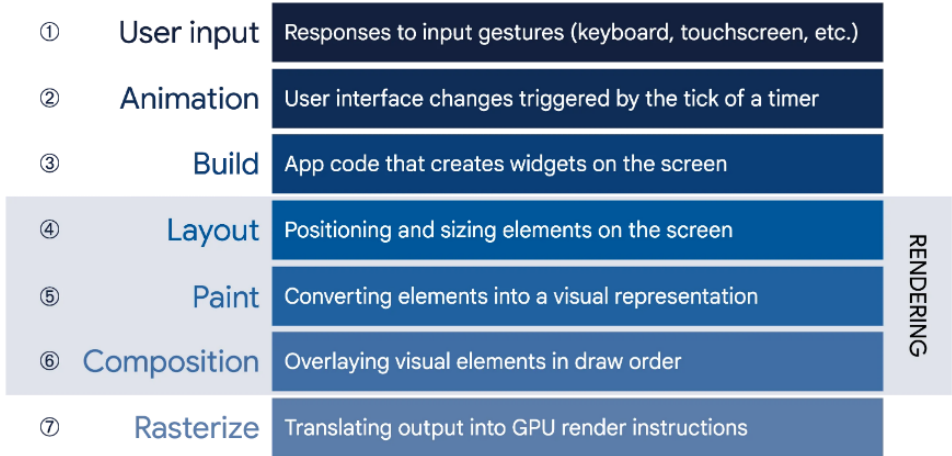 ① User input Responses to input gestures (keyboard, touchscreen, etc.)
② Animation User interface changes triggered by the tick of a timer
③ Build App code that creates widgets on the screen
④ Layout Positioning and sizing elements on the screen
⑤ Paint Converting elements into a visual representation
⑥ Composition Overlaying visual elements in draw order
⑦ Rasterize Translating output into GPU render instructions
RENDERING